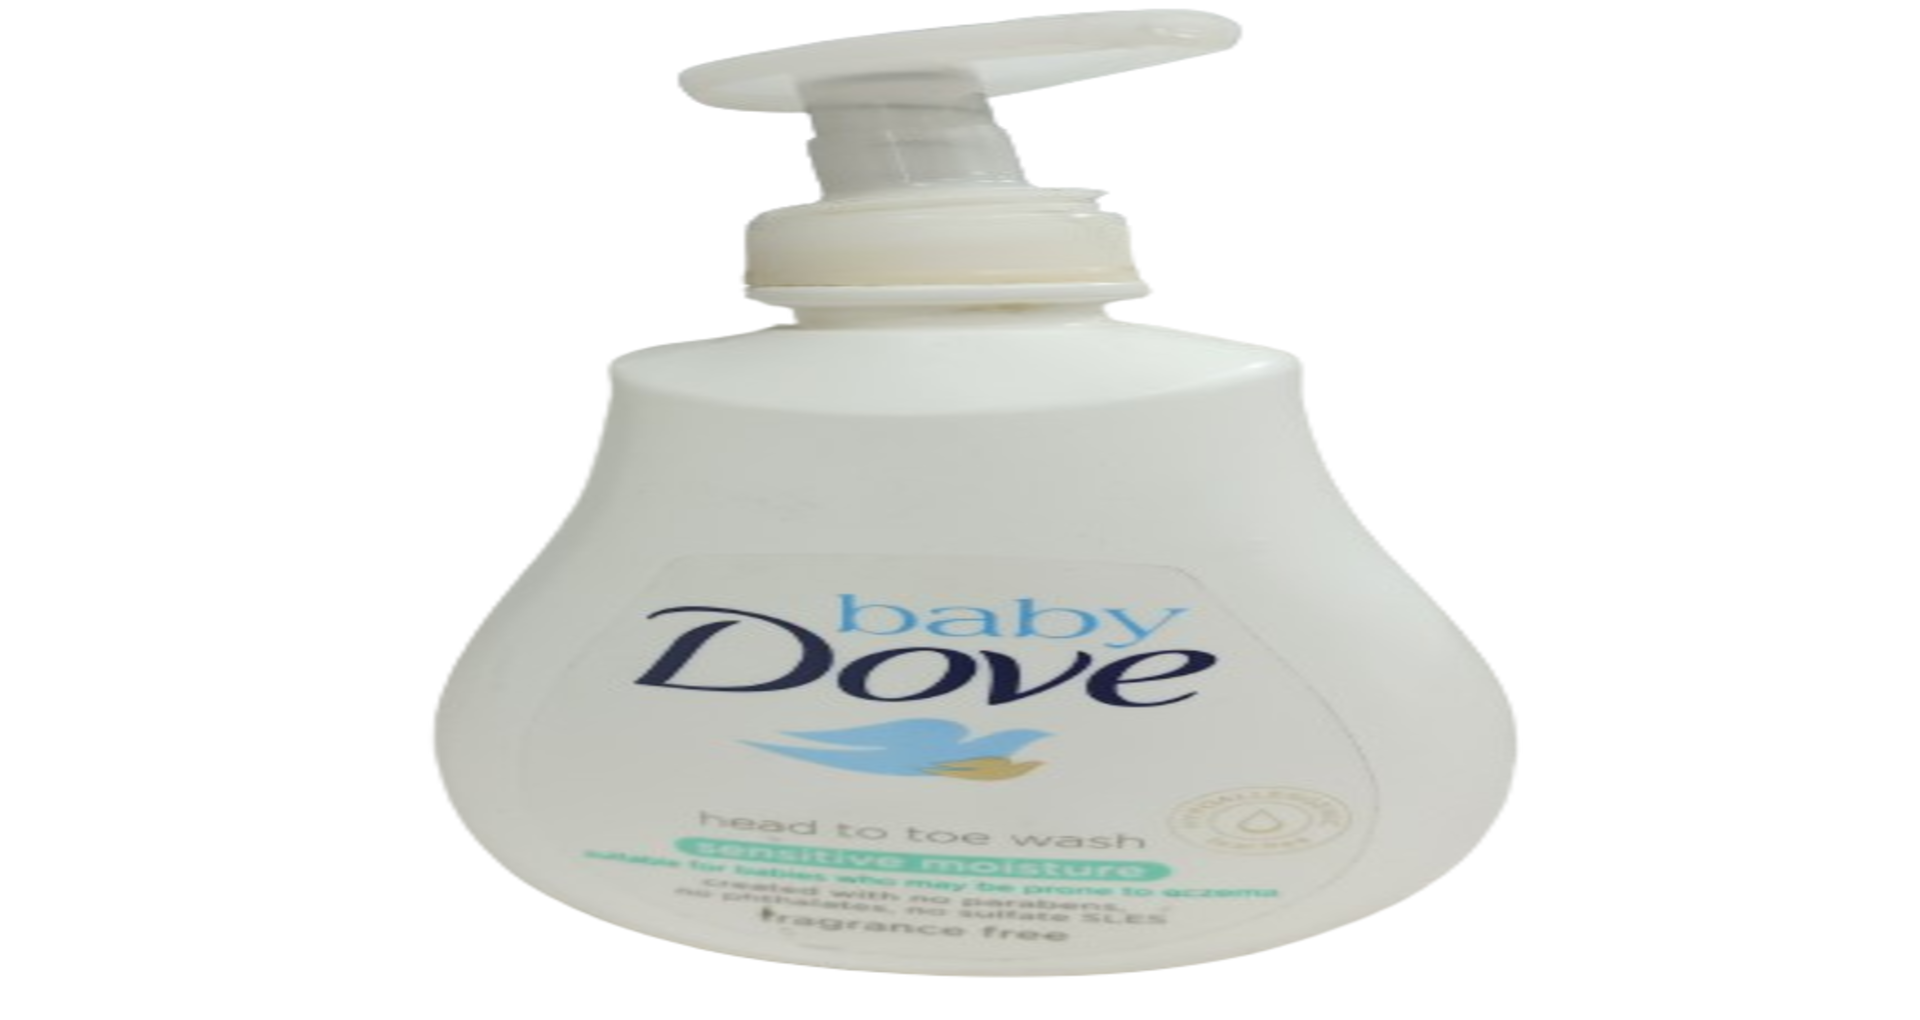 baby
Dove
head to toe wash
sensitive moisture
suitable for babies who may be prone to eczema
created with no parabens,
no phthalates, no sulfate SLES
fragrance free
HYPOALLERGENIC